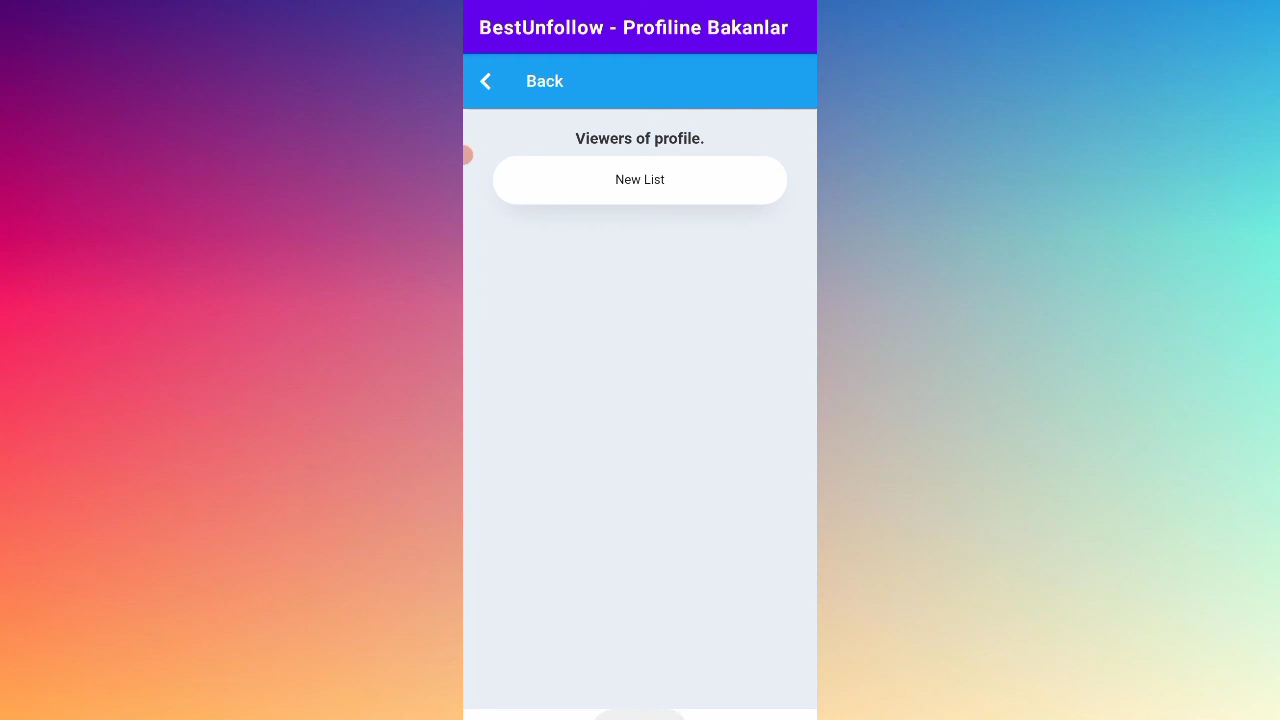 BestUnfollow - Profiline Bakanlar
Back
Viewers of profile.
New List